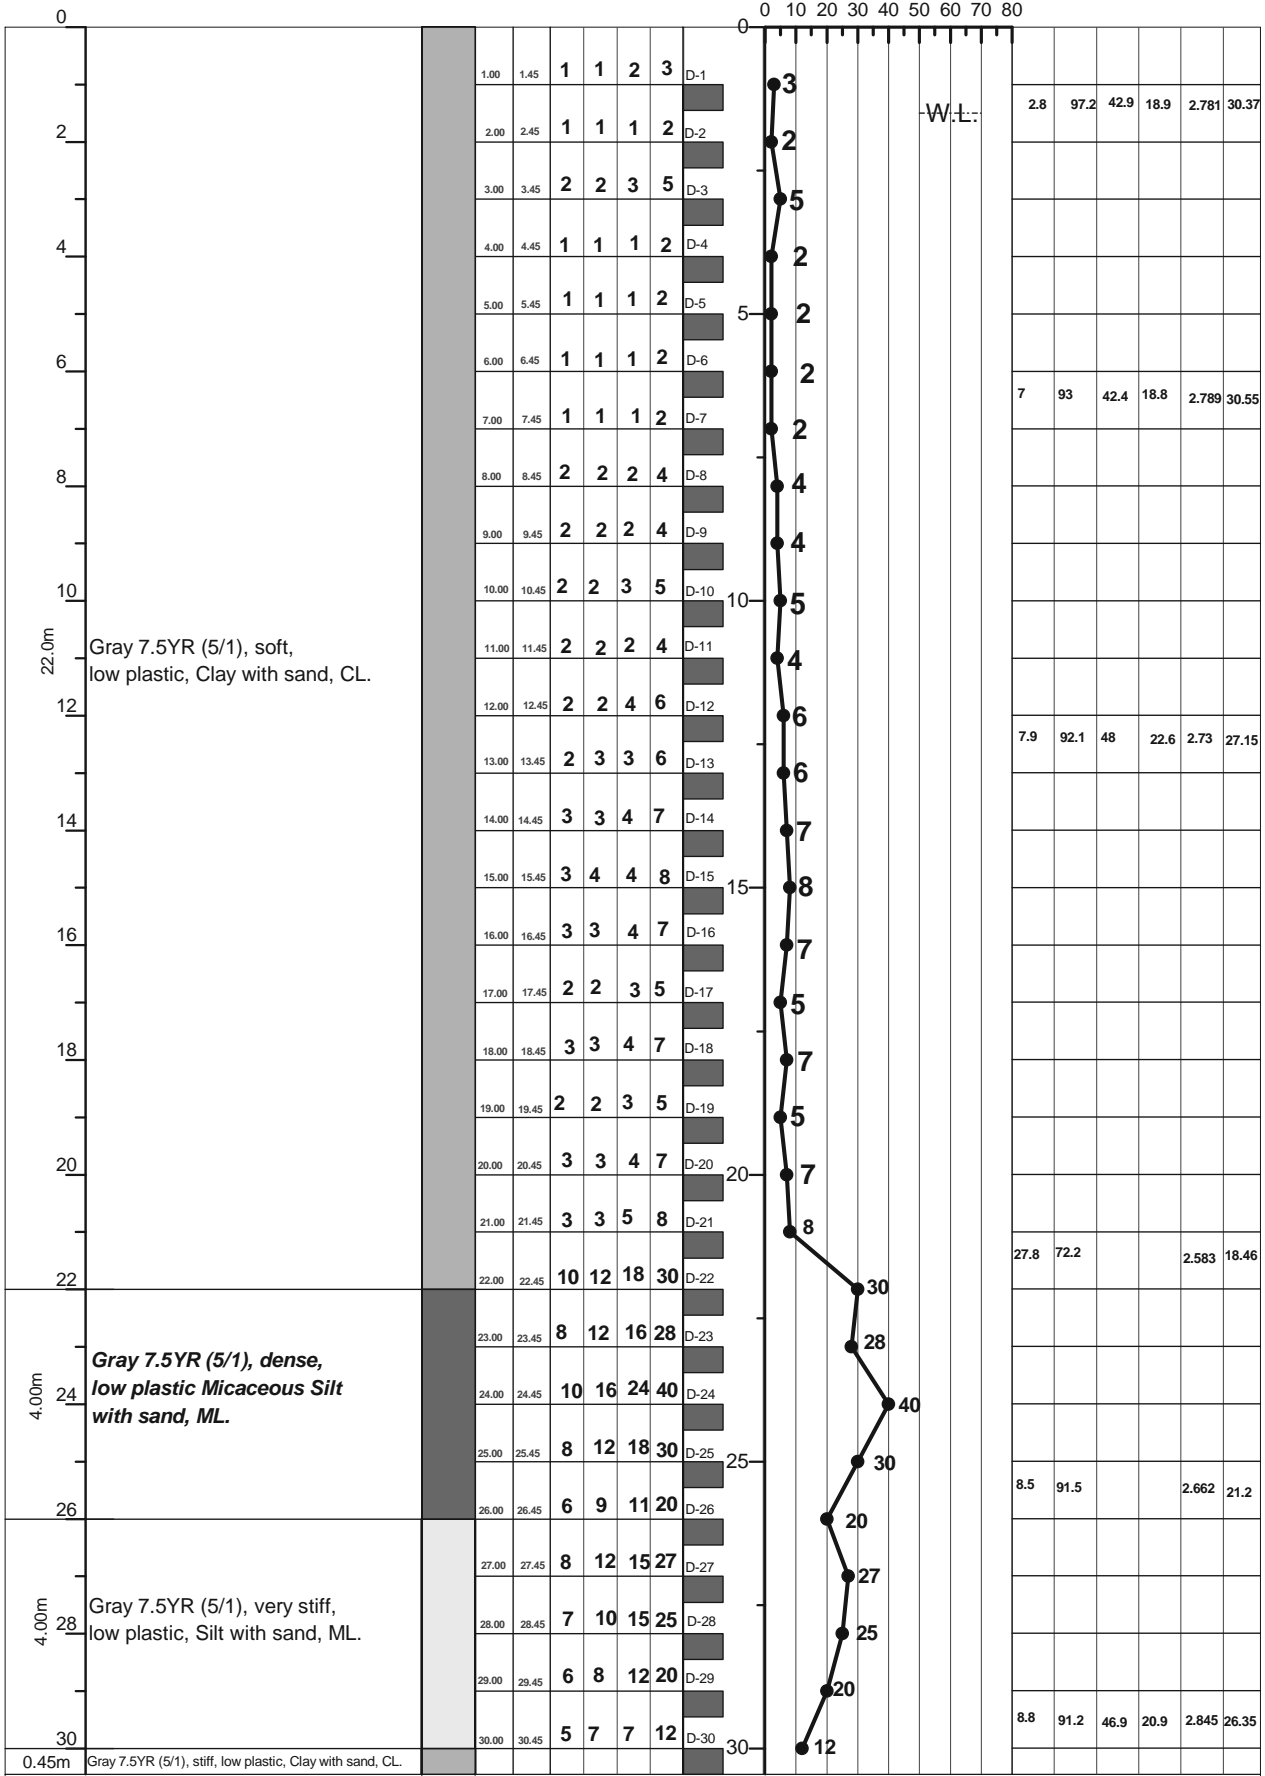 0 10 20 30 40 50 60 70 80
0 0
1.00 1.45 1 1 2 3 D-1 3
2.8 97.2 42.9 18.9 2.781 30.37
W.L.
2 2.00 2.45 1 1 1 2 D-2 2
3.00 3.45 2 2 3 5 D-3 5
4 4.00 4.45 1 1 1 2 D-4 2
5.00 5.45 1 1 1 2 D-5 5 2
6 6.00 6.45 1 1 1 2 D-6 2
7 93 42.4 18.8 2.789 30.55
7.00 7.45 1 1 1 2 D-7 2
8 8.00 8.45 2 2 2 4 D-8 4
9.00 9.45 2 2 2 4 D-9 4
10 10.00 10.45 2 2 3 5 D-10 10 5
22.0m
Gray 7.5YR (5/1), soft,
low plastic, Clay with sand, CL.
11.00 11.45 2 2 2 4 D-11 4
12 12.00 12.45 2 2 4 6 D-12 6
7.9 92.1 48 22.6 2.73 27.15
13.00 13.45 2 3 3 6 D-13 6
14 14.00 14.45 3 3 4 7 D-14 7
15.00 15.45 3 4 4 8 D-15 15 8
16 16.00 16.45 3 3 4 7 D-16 7
17.00 17.45 2 2 3 5 D-17 5
18 18.00 18.45 3 3 4 7 D-18 7
19.00 19.45 2 2 3 5 D-19 5
20 20.00 20.45 3 3 4 7 D-20 20 7
21.00 21.45 3 3 5 8 D-21 8
27.8 72.2 2.583 18.46
22 22.00 22.45 10 12 18 30 D-22 30
23.00 23.45 8 12 16 28 D-23 28
4.00m
Gray 7.5YR (5/1), dense,
low plastic Micaceous Silt
with sand, ML.
24 24.00 24.45 10 16 24 40 D-24 40
25.00 25.45 8 12 18 30 D-25 25 30
8.5 91.5 2.662 21.2
26 26.00 26.45 6 9 11 20 D-26 20
27.00 27.45 8 12 15 27 D-27 27
4.00m
Gray 7.5YR (5/1), very stiff,
low plastic, Silt with sand, ML.
28 28.00 28.45 7 10 15 25 D-28 25
29.00 29.45 6 8 12 20 D-29 20
8.8 91.2 46.9 20.9 2.845 26.35
30 30.00 30.45 5 7 7 12 D-30 30 12
0.45m Gray 7.5YR (5/1), stiff, low plastic, Clay with sand, CL.